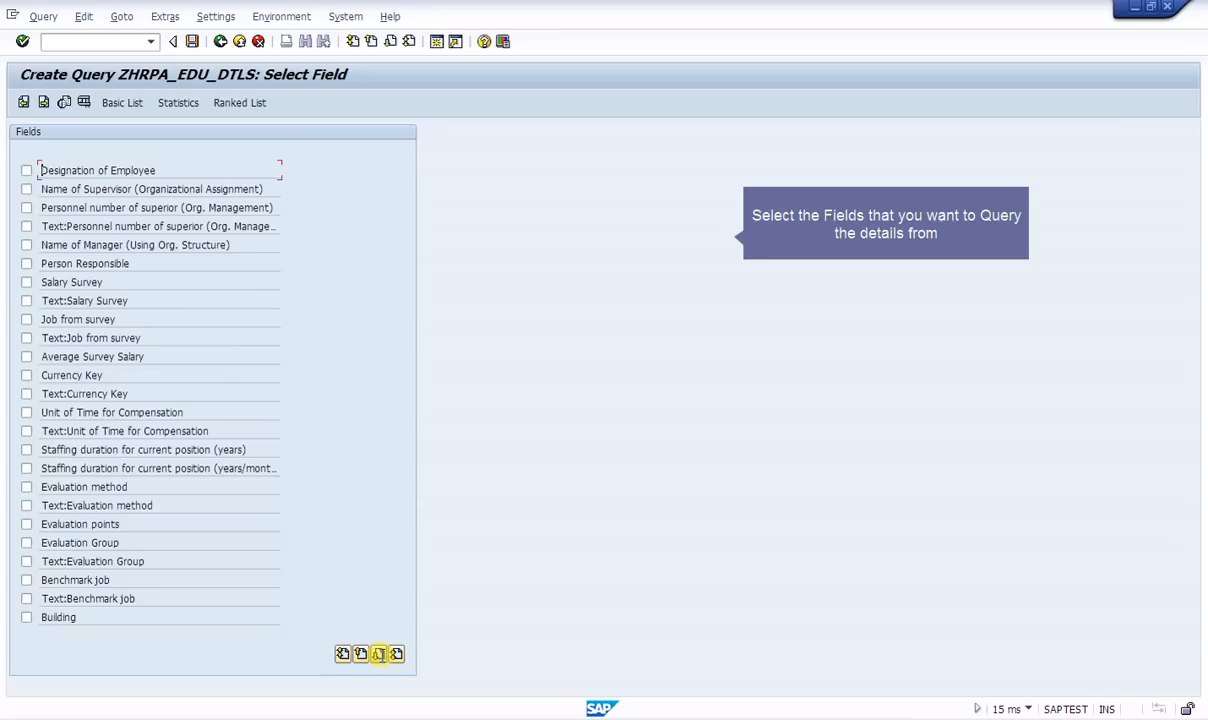 Query Edit Goto Extras Settings Environment System Help
Create Query ZHRPA_EDU_DTLS: Select Field
Basic List Statistics Ranked List
Fields
Designation of Employee
Name of Supervisor (Organizational Assignment)
Personnel number of superior (Org. Management)
Text:Personnel number of superior (Org. Manage...
Name of Manager (Using Org. Structure)
Person Responsible
Salary Survey
Text:Salary Survey
Job from survey
Text:Job from survey
Average Survey Salary
Currency Key
Text:Currency Key
Unit of Time for Compensation
Text:Unit of Time for Compensation
Staffing duration for current position (years)
Staffing duration for current position (years/mont...
Evaluation method
Text:Evaluation method
Evaluation points
Evaluation Group
Text:Evaluation Group
Benchmark job
Text:Benchmark job
Building
Select the Fields that you want to Query
the details from
SAP
15 ms SAPTEST INS